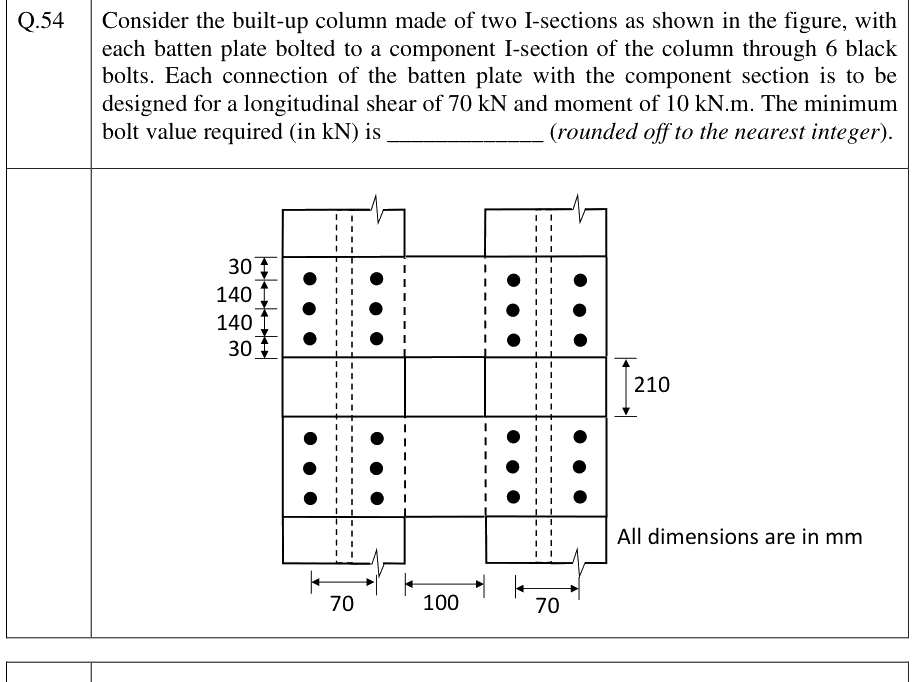 Q.54
Consider the built-up column made of two I-sections as shown in the figure, with
each batten plate bolted to a component I-section of the column through 6 black
bolts. Each connection of the batten plate with the component section is to be
designed for a longitudinal shear of 70 kN and moment of 10 kN.m. The minimum
bolt value required (in kN) is _____________ (rounded off to the nearest integer).
30
140
140
30
210
All dimensions are in mm
70
100
70